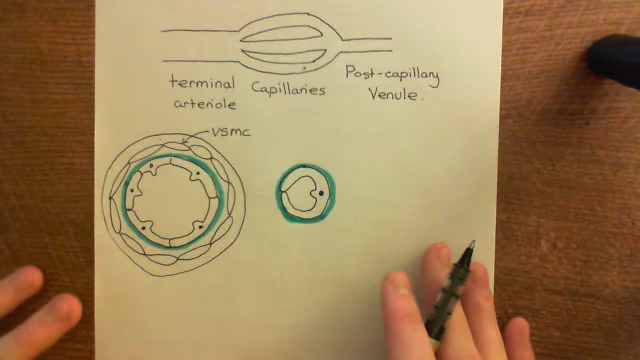 terminal
arteriole
Capillaries
Post-capillary
Venule.
VSMC